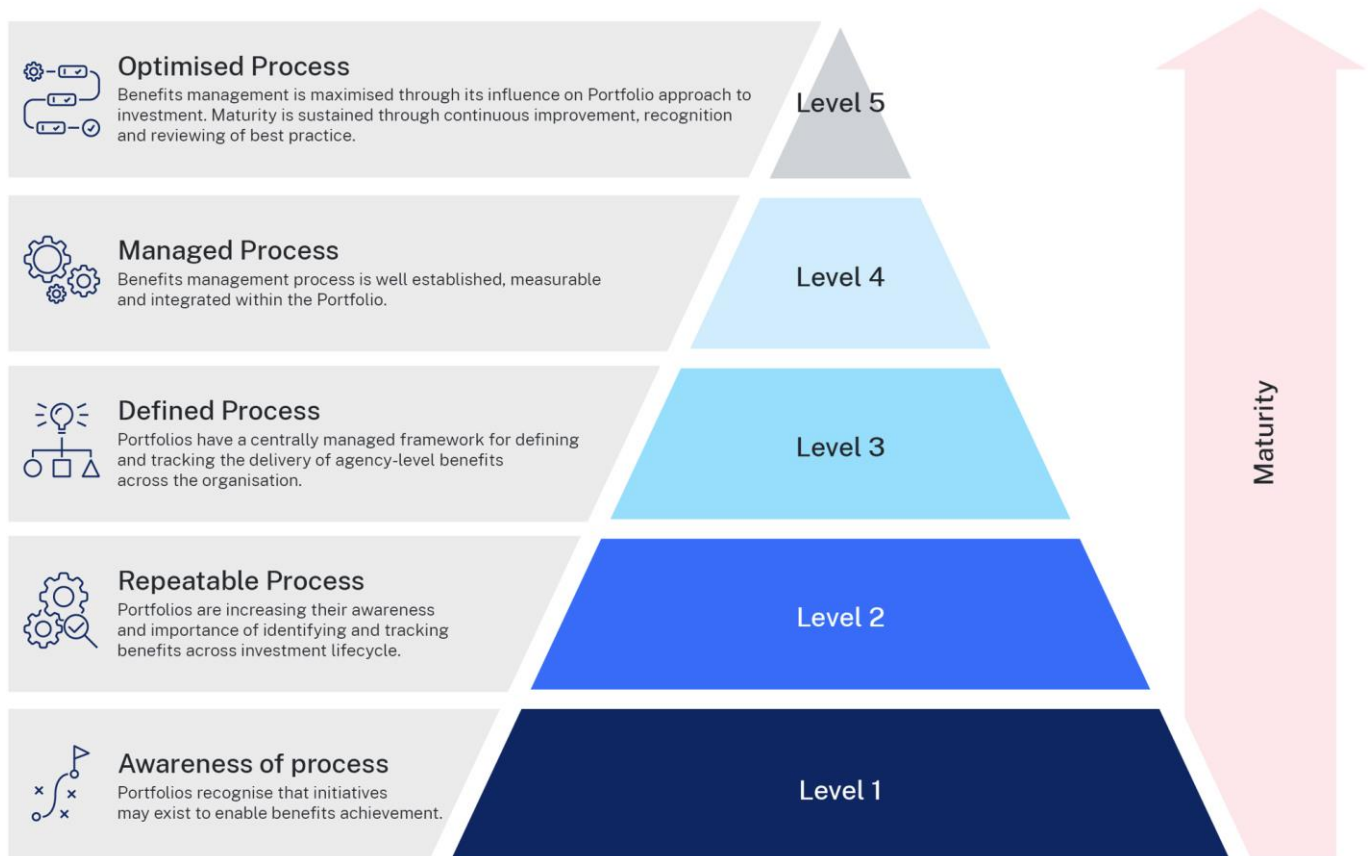 Optimised Process
Benefits management is maximised through its influence on Portfolio approach to
investment. Maturity is sustained through continuous improvement, recognition
and reviewing of best practice.
Level 5
Managed Process
Benefits management process is well established, measurable
and integrated within the Portfolio.
Level 4
Defined Process
Portfolios have a centrally managed framework for defining
and tracking the delivery of agency-level benefits
across the organisation.
Level 3
Repeatable Process
Portfolios are increasing their awareness
and importance of identifying and tracking
benefits across investment lifecycle.
Level 2
Awareness of process
Portfolios recognise that initiatives
may exist to enable benefits achievement.
Level 1
Maturity